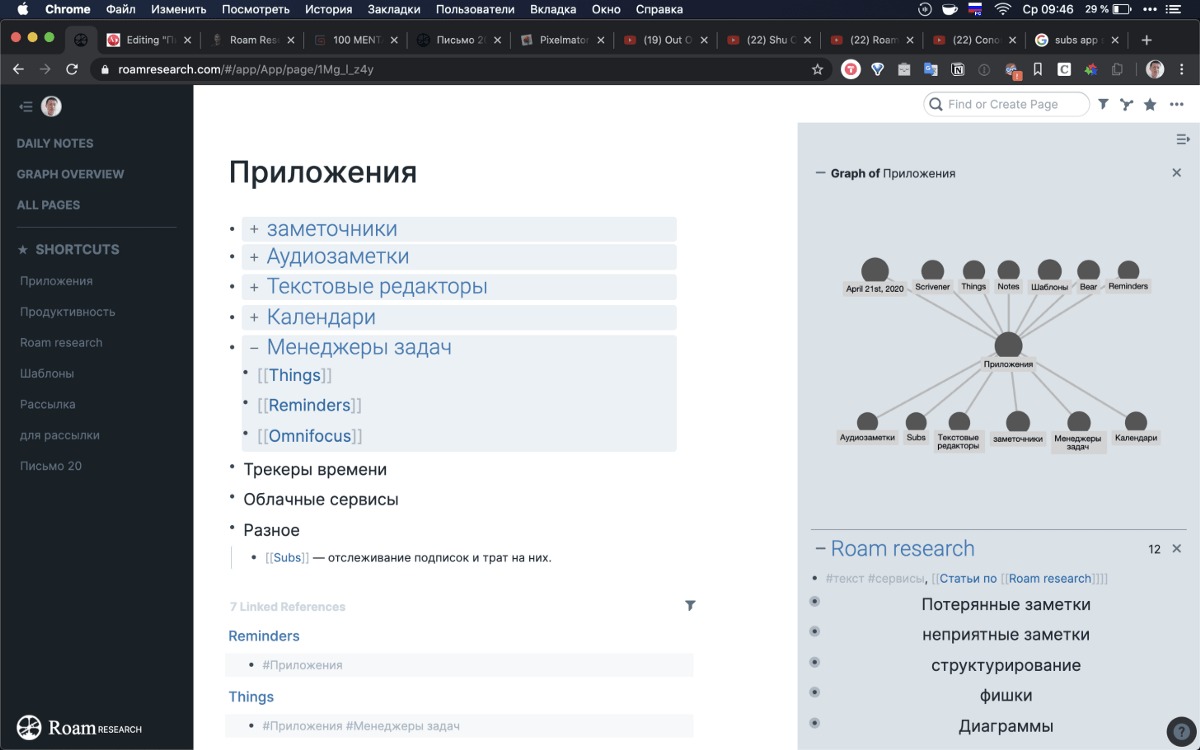 Chrome Файл Изменить Посмотреть История Закладки Пользователи Вкладка Окно Справка Ср 09:46 29 %
Editing "П Roam Res 100 MENT Письмо 2 Pixelmato (19) Out O (22) Shu (22) Roam (22) Cono subs app
roamresearch.com/#/app/App/page/1Mg_l_z4y
Find or Create Page
DAILY NOTES
GRAPH OVERVIEW
ALL PAGES
★ SHORTCUTS
Приложения
Продуктивность
Roam research
Шаблоны
Рассылка
для рассылки
Письмо 20
Roam RESEARCH
Приложения
+ заметочники
+ Аудиозаметки
+ Текстовые редакторы
+ Календари
− Менеджеры задач
[[Things]]
[[Reminders]]
[[Omnifocus]]
Трекеры времени
Облачные сервисы
Разное
[[Subs]] — отслеживание подписок и трат на них.
7 Linked References
Reminders
#Приложения
Things
#Приложения #Менеджеры задач
− Graph of Приложения
April 21st, 2020 Scrivener Things Notes Шаблоны Bear Reminders
Приложения
Аудиозаметки Subs Текстовые редакторы заметочники Менеджеры задач Календари
− Roam research 12
#текст #сервисы, [[Статьи по [[Roam research]]]]
Потерянные заметки
неприятные заметки
структурирование
фишки
Диаграммы